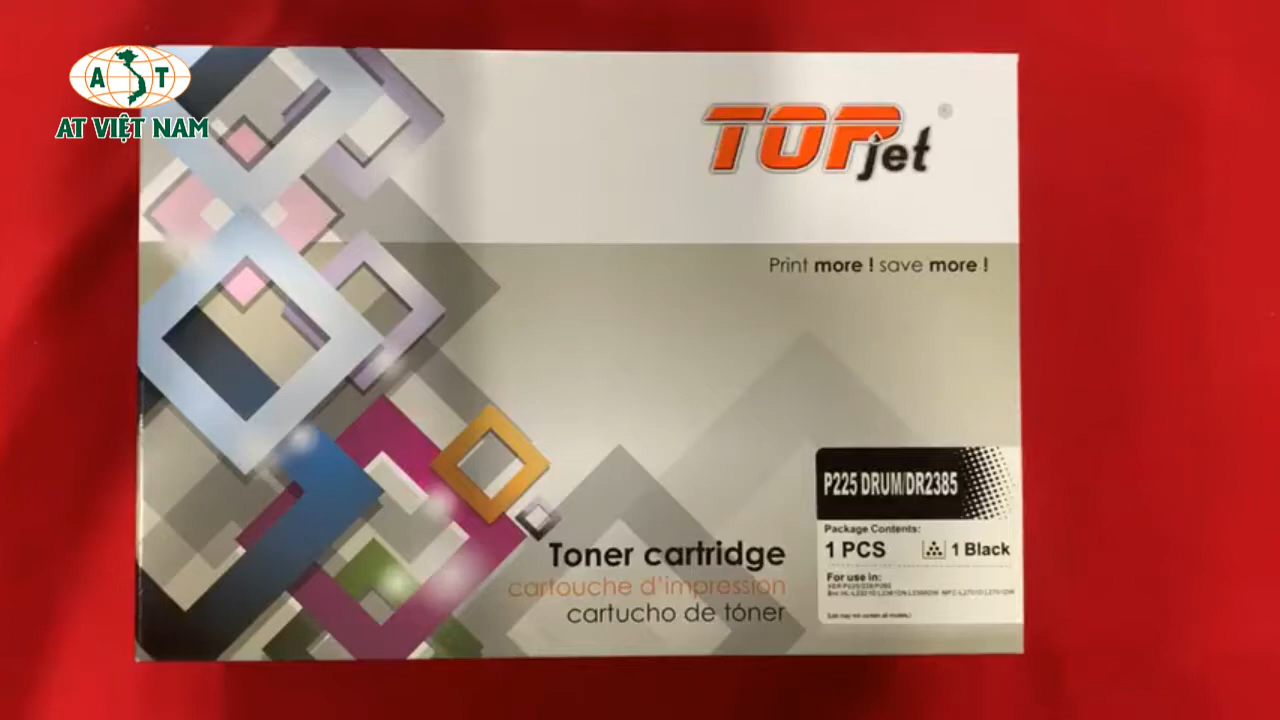 A T
AT VIỆT NAM
TOPjet ®
Print more ! save more !
P225 DRUM/DR2385
Package Contents:
1 PCS
1 Black
For use in:
Toner cartridge
cartouche d'impression
cartucho de tóner